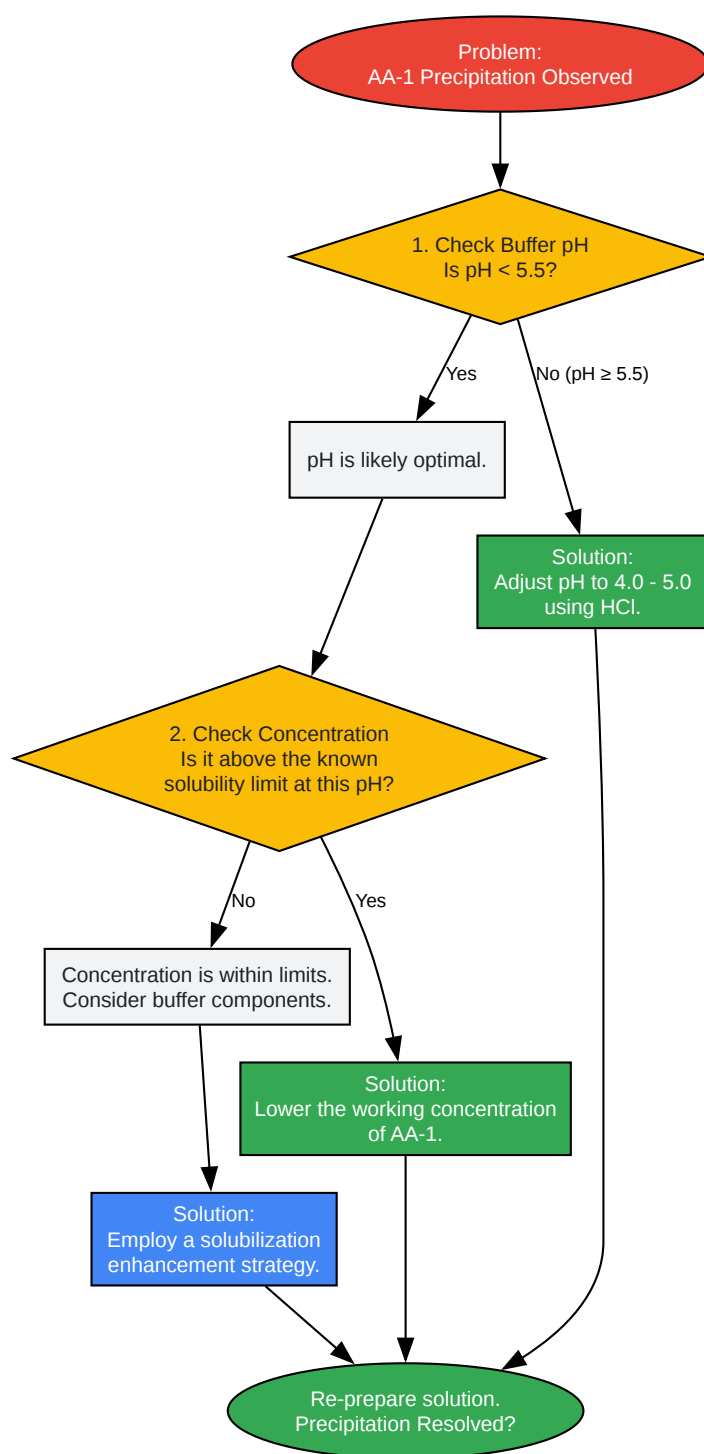 Problem:
AA-1 Precipitation Observed
1. Check Buffer pH
Is pH < 5.5?
Yes
No (pH ≥ 5.5)
pH is likely optimal.
Solution:
Adjust pH to 4.0 - 5.0
using HCl.
2. Check Concentration
Is it above the known
solubility limit at this pH?
No
Yes
Concentration is within limits.
Consider buffer components.
Solution:
Lower the working concentration
of AA-1.
Solution:
Employ a solubilization
enhancement strategy.
Re-prepare solution.
Precipitation Resolved?